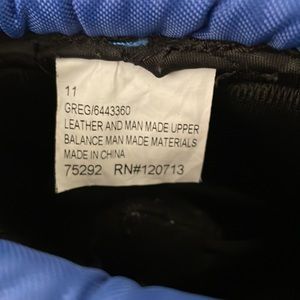 11
GREG/6443360
LEATHER AND MAN MADE UPPER
BALANCE MAN MADE MATERIALS
MADE IN CHINA
75292 RN#120713